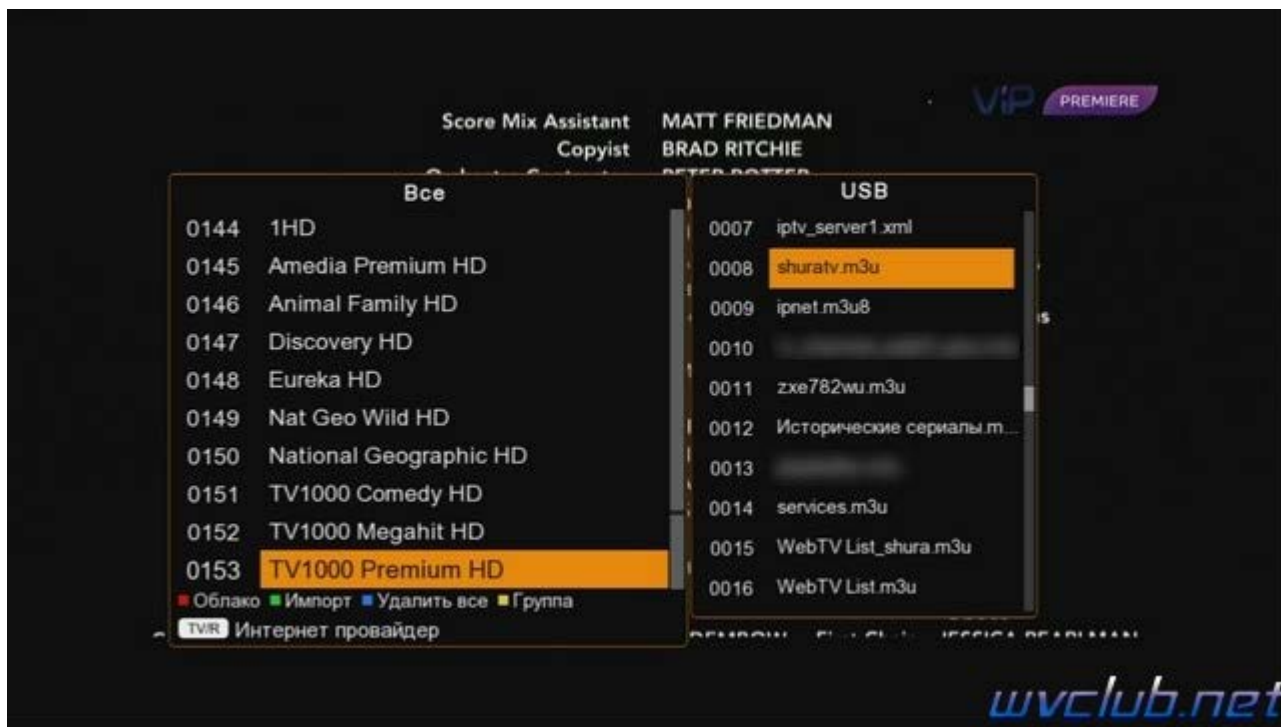 ViP PREMIERE
Score Mix Assistant MATT FRIEDMAN
Copyist BRAD RITCHIE
PETER POTTER
Все
0144 1HD
0145 Amedia Premium HD
0146 Animal Family HD
0147 Discovery HD
0148 Eureka HD
0149 Nat Geo Wild HD
0150 National Geographic HD
0151 TV1000 Comedy HD
0152 TV1000 Megahit HD
0153 TV1000 Premium HD
Облако Импорт Удалить все Группа
TV/R Интернет провайдер
USB
0007 iptv_server1.xml
0008 shuratv.m3u
0009 ipnet.m3u8
0010
0011 zxe782wu.m3u
0012 Исторические сериалы.m...
0013
0014 services.m3u
0015 WebTV List_shura.m3u
0016 WebTV List.m3u
JESSICA PEARLMAN
wvclub.net